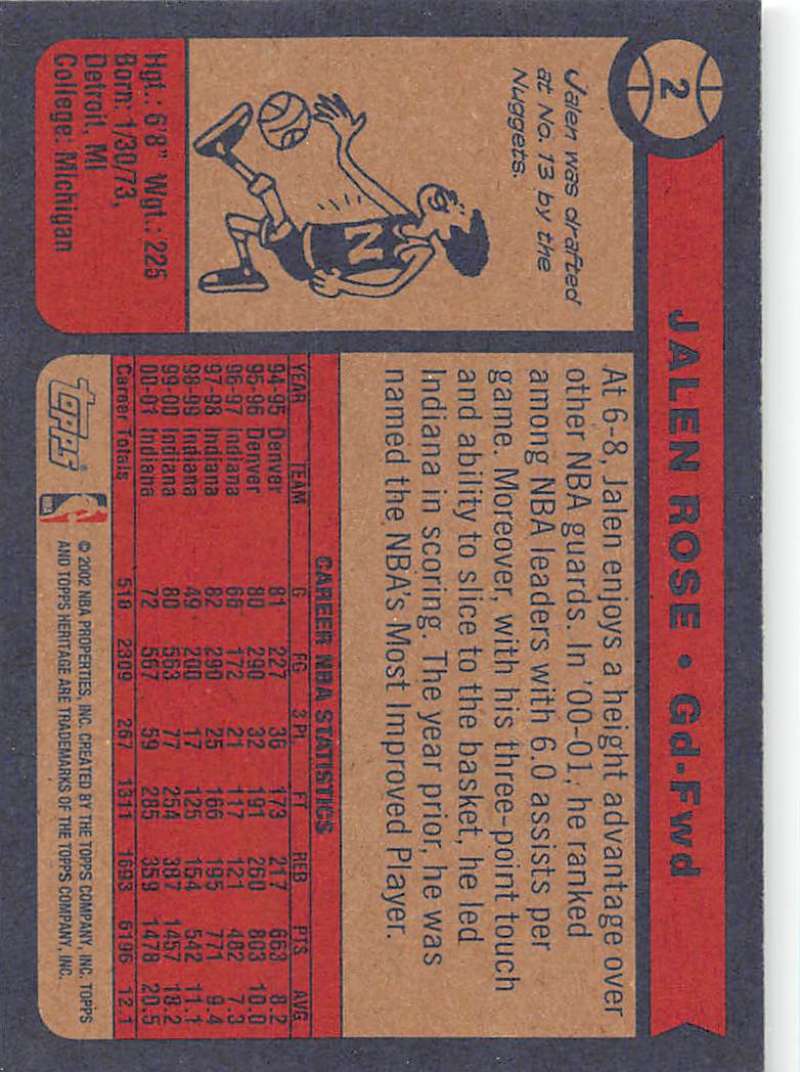 2
JALEN ROSE • Gd-Fwd
Jalen was drafted
at No. 13 by the
Nuggets.
N
Hgt.: 6'8" Wgt.: 225
Born: 1/30/73,
Detroit, MI
College: Michigan
At 6-8, Jalen enjoys a height advantage over
other NBA guards. In '00-01, he ranked
among NBA leaders with 6.0 assists per
game. Moreover, with his three-point touch
and ability to slice to the basket, he led
Indiana in scoring. The year prior, he was
named the NBA's Most Improved Player.
CAREER NBA STATISTICS
YEAR TEAM G FG 3 Pt. FT REB PTS AVG
94-95 Denver 81 227 36 173 217 663 8.2
95-96 Denver 80 290 32 191 260 803 10.0
96-97 Indiana 66 172 21 117 121 482 7.3
97-98 Indiana 82 290 25 166 195 771 9.4
98-99 Indiana 49 200 17 125 154 542 11.1
99-00 Indiana 80 563 77 254 387 1457 18.2
00-01 Indiana 72 567 59 285 359 1478 20.5
Career Totals 510 2309 267 1311 1693 6196 12.1
TOPPS®
© 2002 NBA PROPERTIES, INC. CREATED BY THE TOPPS COMPANY, INC. TOPPS
AND TOPPS HERITAGE ARE TRADEMARKS OF THE TOPPS COMPANY, INC.